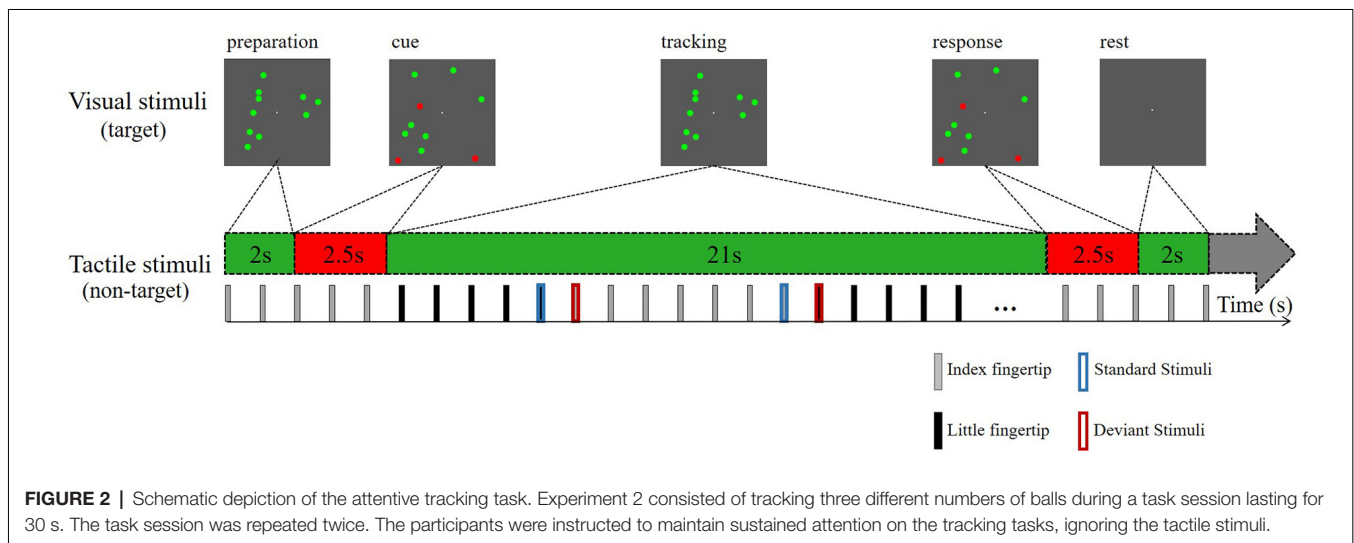 preparation cue tracking response rest
Visual stimuli
(target)
2s 2.5s 21s 2.5s 2s
Tactile stimuli
(non-target)
... Time (s)
Index fingertip Standard Stimuli
Little fingertip Deviant Stimuli
FIGURE 2 | Schematic depiction of the attentive tracking task. Experiment 2 consisted of tracking three different numbers of balls during a task session lasting for
30 s. The task session was repeated twice. The participants were instructed to maintain sustained attention on the tracking tasks, ignoring the tactile stimuli.